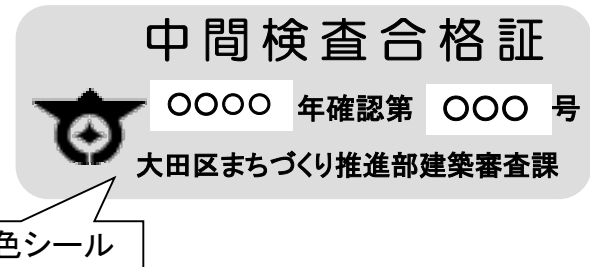 中間検査合格証
○○○○ 年確認第 ○○○ 号
大田区まちづくり推進部建築審査課
色シール